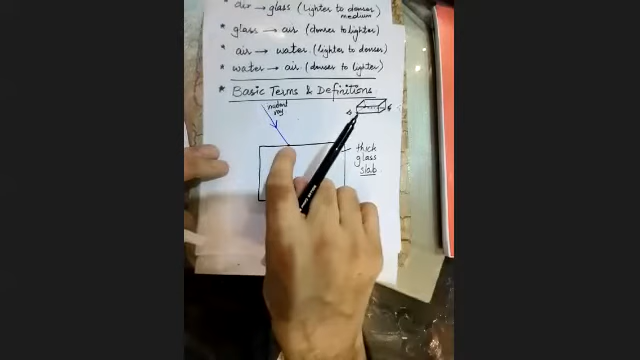 * air → glass (lighter to denser
medium
* glass → air (denser to lighter)
* air → water (lighter to denser)
* water → air (denser to lighter)
* Basic Terms & Definitions
incident
ray
thick
glass
slab